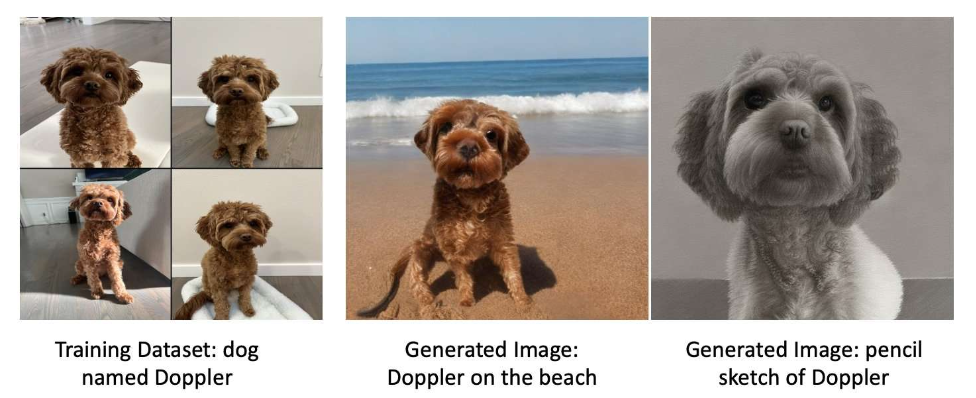 Training Dataset: dog
named Doppler
Generated Image:
Doppler on the beach
Generated Image: pencil
sketch of Doppler